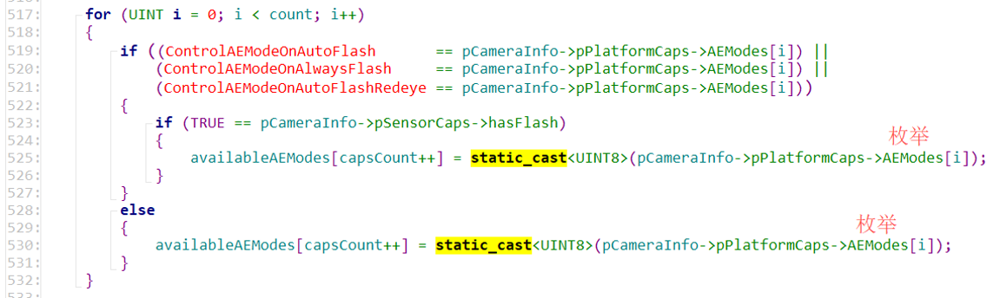 517: for (UINT i = 0; i < count; i++)
518: {
519: if ((ControlAEModeOnAutoFlash == pCameraInfo->pPlatformCaps->AEModes[i]) ||
520: (ControlAEModeOnAlwaysFlash == pCameraInfo->pPlatformCaps->AEModes[i]) ||
521: (ControlAEModeOnAutoFlashRedeye == pCameraInfo->pPlatformCaps->AEModes[i]))
522: {
523: if (TRUE == pCameraInfo->pSensorCaps->hasFlash)
524: {
枚举
525: availableAEModes[capsCount++] = static_cast<UINT8>(pCameraInfo->pPlatformCaps->AEModes[i]);
526: }
527: }
528: else
529: {
枚举
530: availableAEModes[capsCount++] = static_cast<UINT8>(pCameraInfo->pPlatformCaps->AEModes[i]);
531: }
532: }